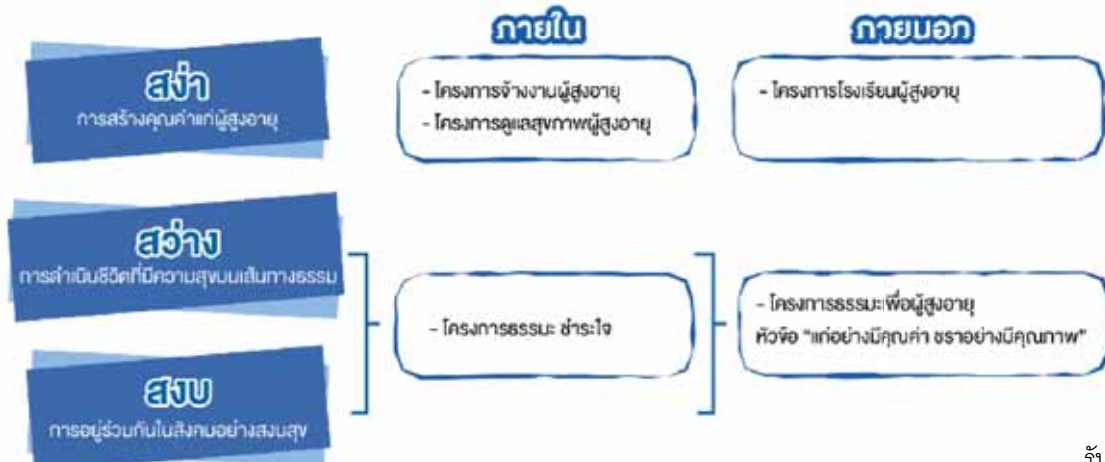 ภายใน
ภายนอก
สง่า
การสร้างคุณค่าแก่ผู้สูงอายุ
- โครงการจ้างงานผู้สูงอายุ
- โครงการดูแลสุขภาพผู้สูงอายุ
- โครงการโรงเรียนผู้สูงอายุ
สว่าง
การดำเนินชีวิตที่มีความสุขบนเส้นทางธรรม
- โครงการธรรมะ ชำระใจ
- โครงการธรรมะเพื่อผู้สูงอายุ
หัวข้อ “แก่อย่างมีคุณค่า ชราอย่างมีคุณภาพ”
สงบ
การอยู่ร่วมกันในสังคมอย่างสงบสุข